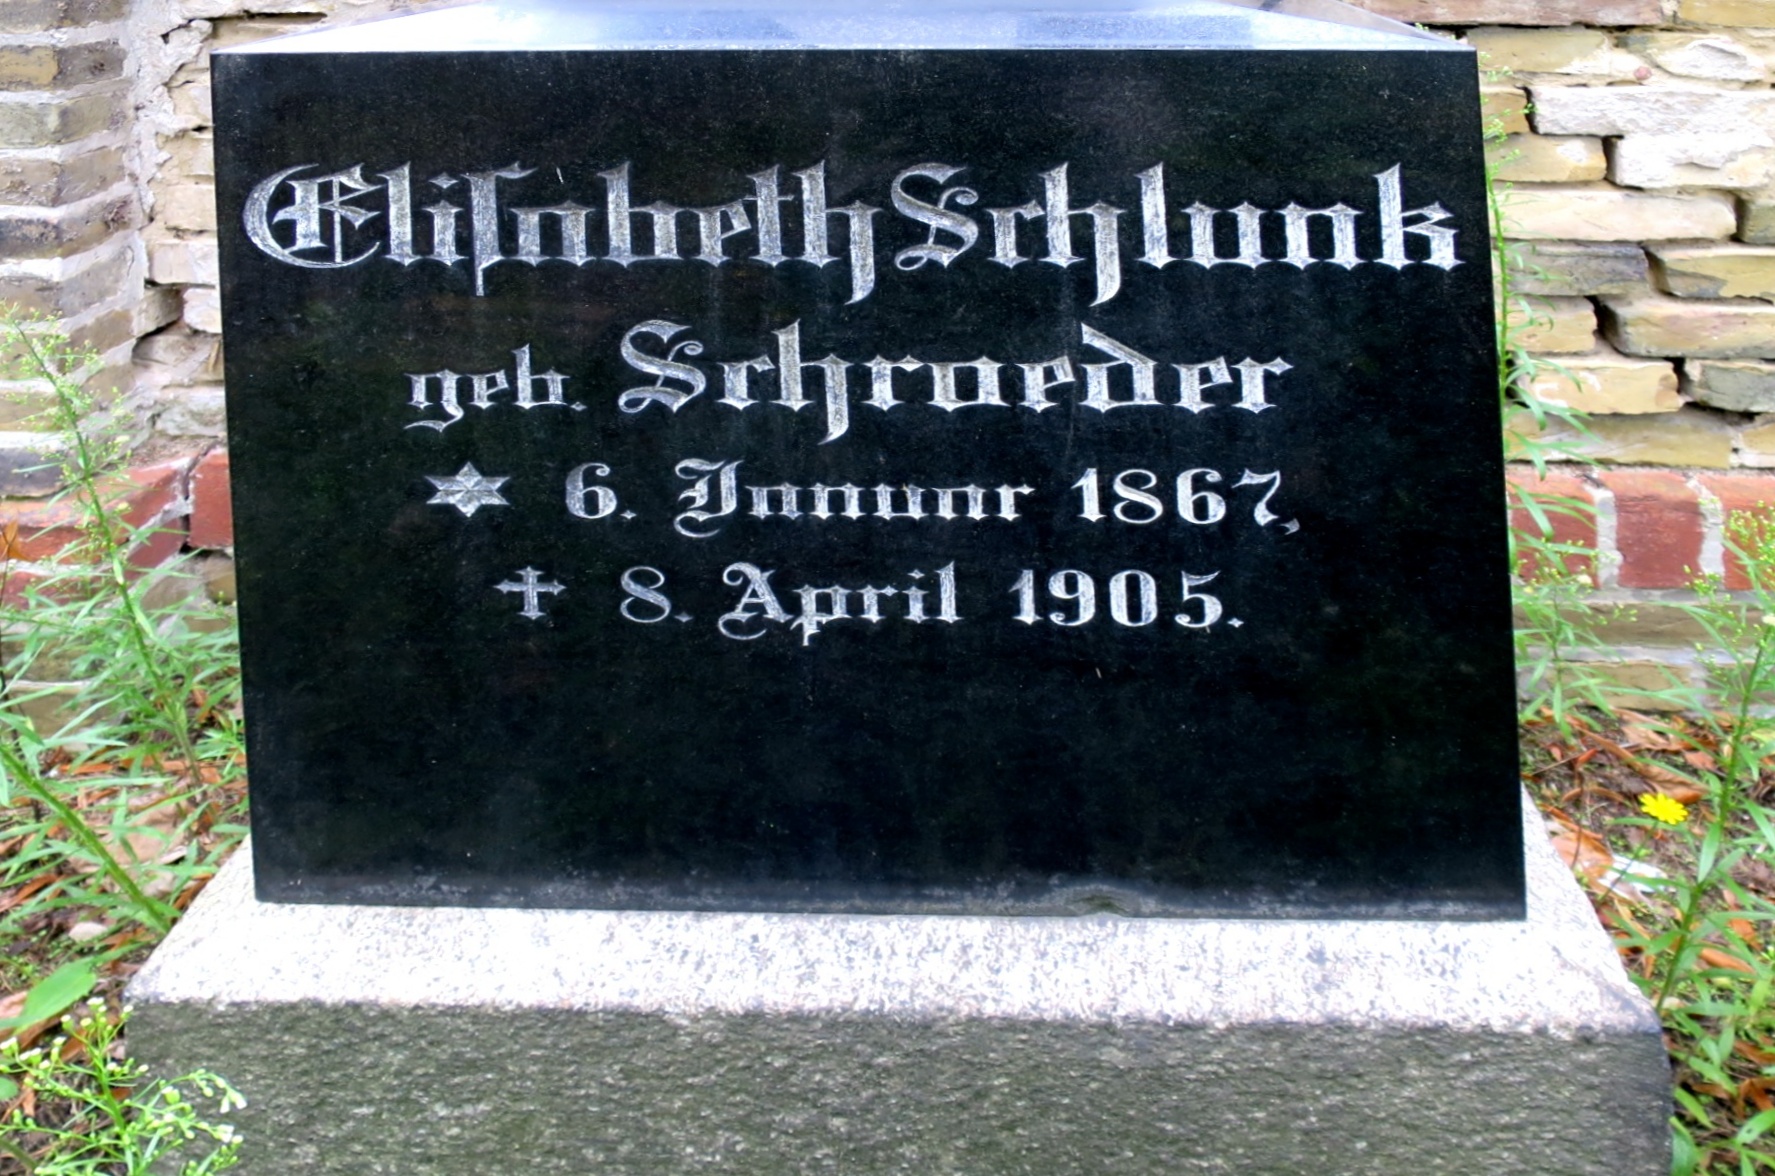 Eliſabeth Schlunk
geb. Schroeder
✶ 6. Januar 1867,
✝ 8. April 1905.